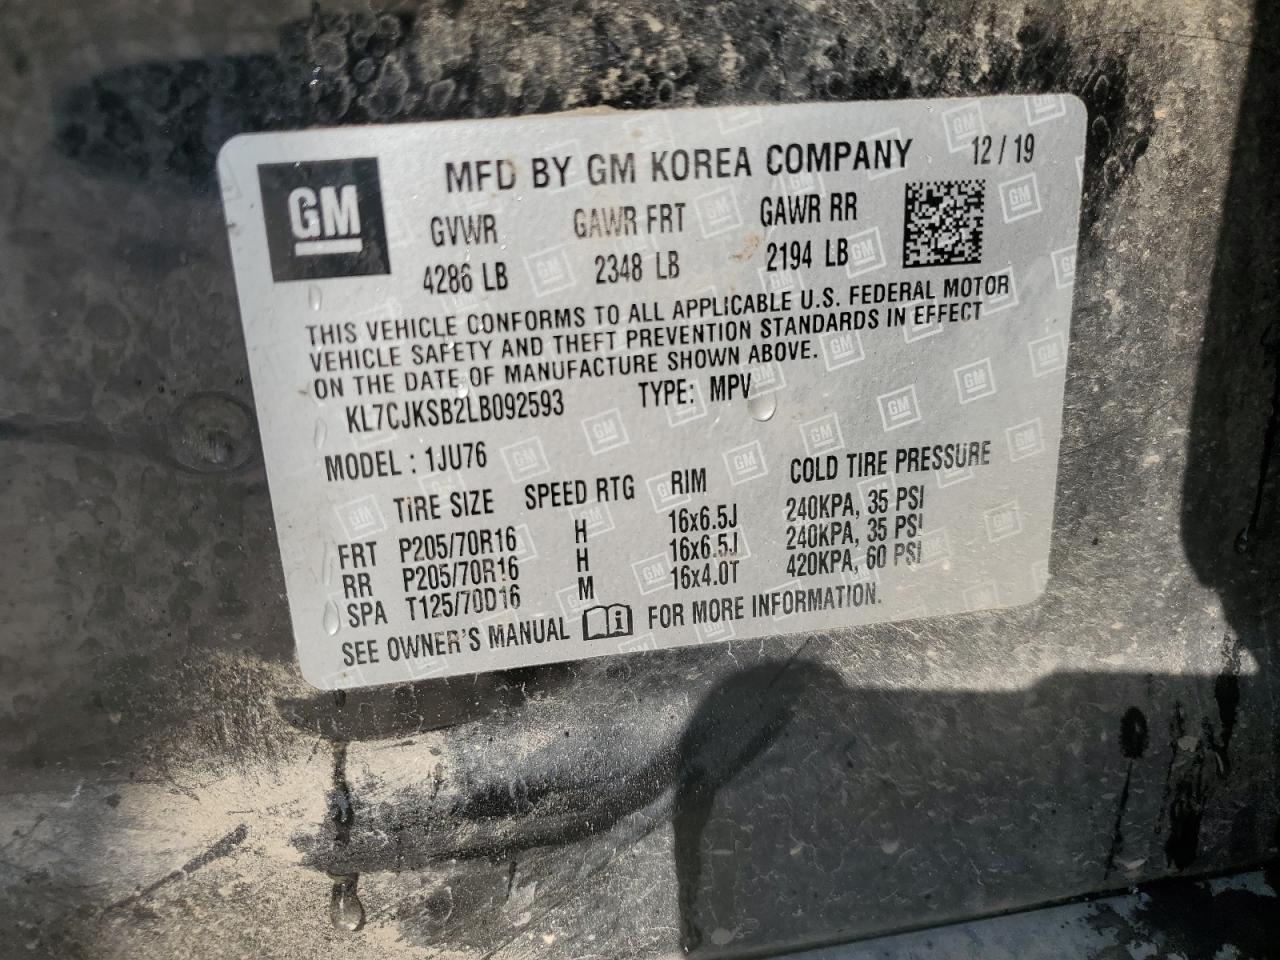 GM MFD BY GM KOREA COMPANY 12 / 19
GVWR GAWR FRT GAWR RR
4286 LB 2348 LB 2194 LB
THIS VEHICLE CONFORMS TO ALL APPLICABLE U.S. FEDERAL MOTOR
VEHICLE SAFETY AND THEFT PREVENTION STANDARDS IN EFFECT
ON THE DATE OF MANUFACTURE SHOWN ABOVE.
KL7CJKSB2LB092593 TYPE: MPV
MODEL : 1JU76
TIRE SIZE SPEED RTG RIM COLD TIRE PRESSURE
FRT P205/70R16 H 16x6.5J 240KPA, 35 PSI
RR P205/70R16 H 16x6.5J 240KPA, 35 PSI
SPA T125/70D16 M 16x4.0T 420KPA, 60 PSI
SEE OWNER'S MANUAL FOR MORE INFORMATION.